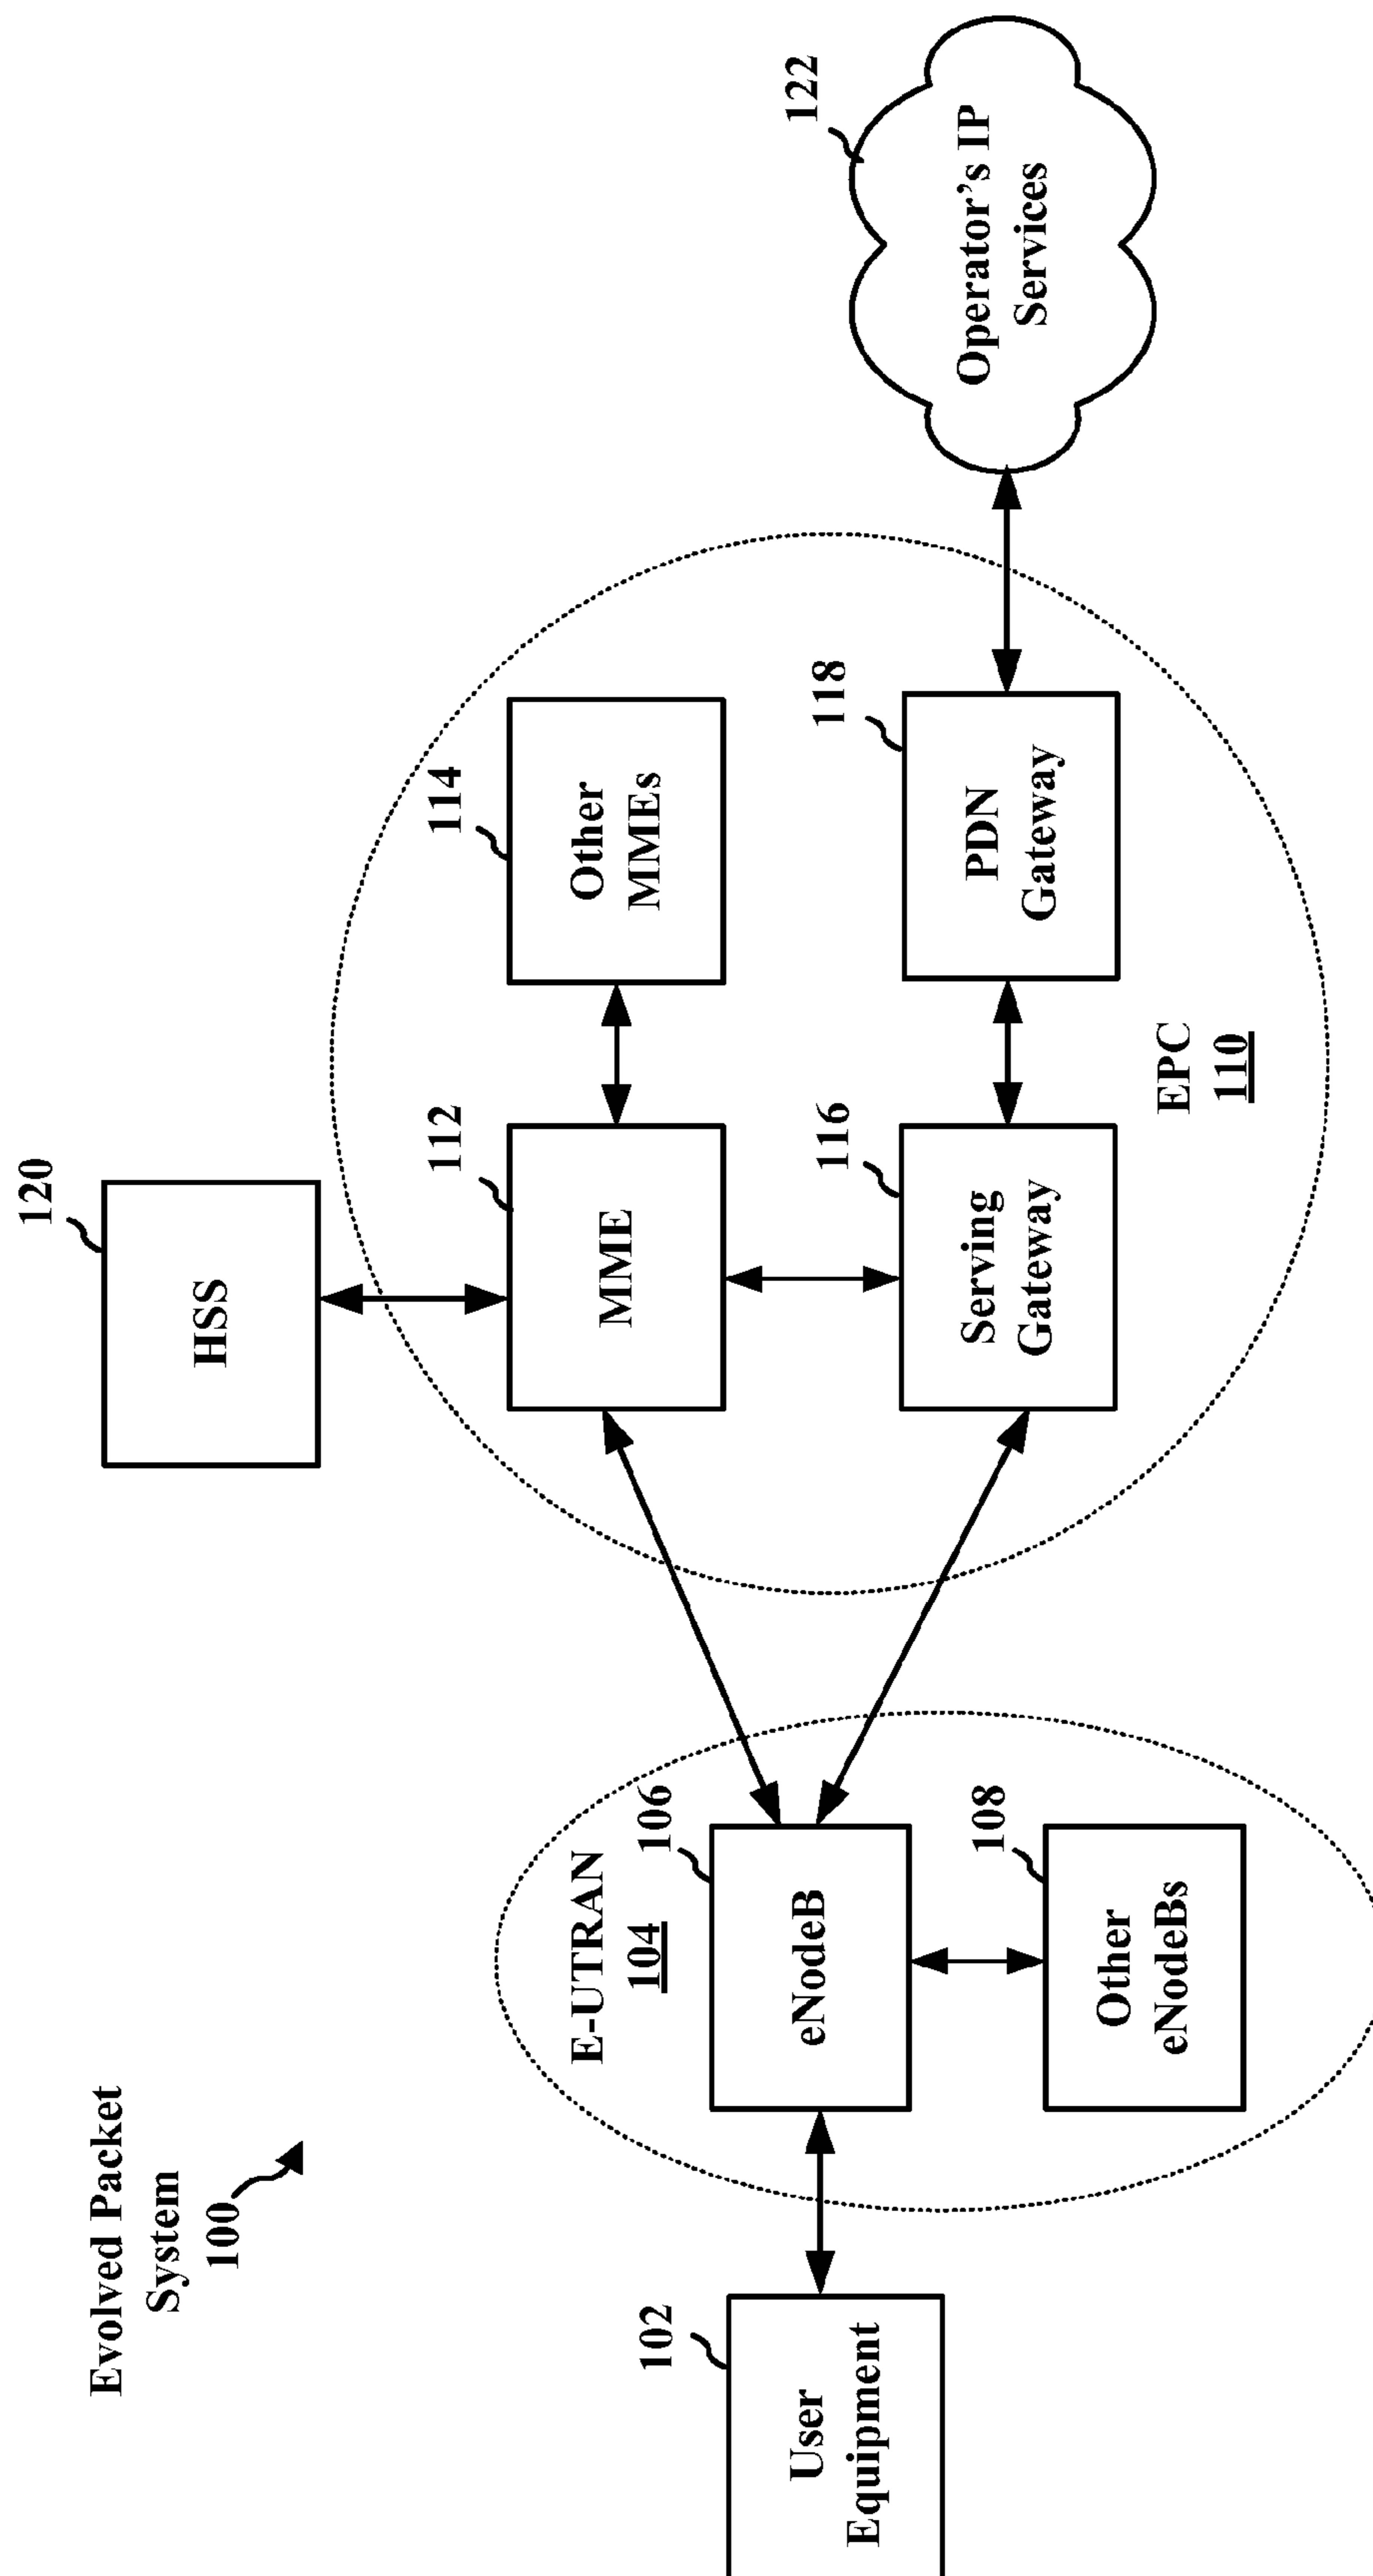 Evolved Packet
System
100
120
HSS
E-UTRAN
104
106
eNodeB
108
Other
eNodeBs
102
User
Equipment
112
MME
114
Other
MMEs
116
Serving
Gateway
118
PDN
Gateway
EPC
110
122
Operator's IP
Services